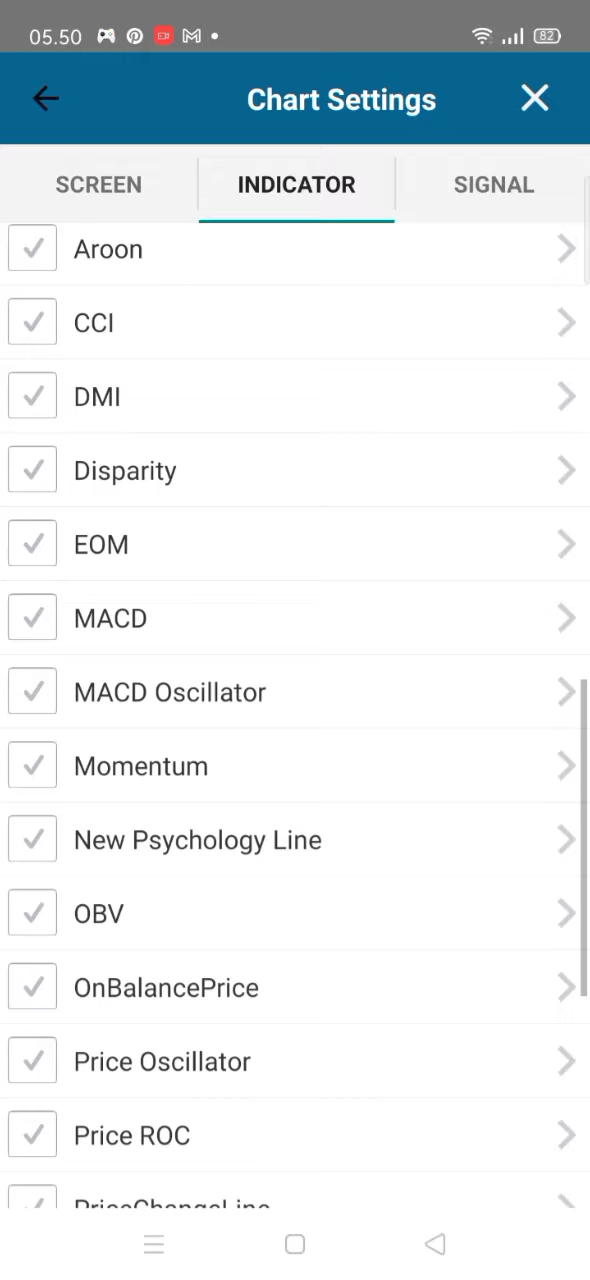 05.50
82
Chart Settings
SCREEN
INDICATOR
SIGNAL
Aroon
CCI
DMI
Disparity
EOM
MACD
MACD Oscillator
Momentum
New Psychology Line
OBV
OnBalancePrice
Price Oscillator
Price ROC
PriceChangeLine